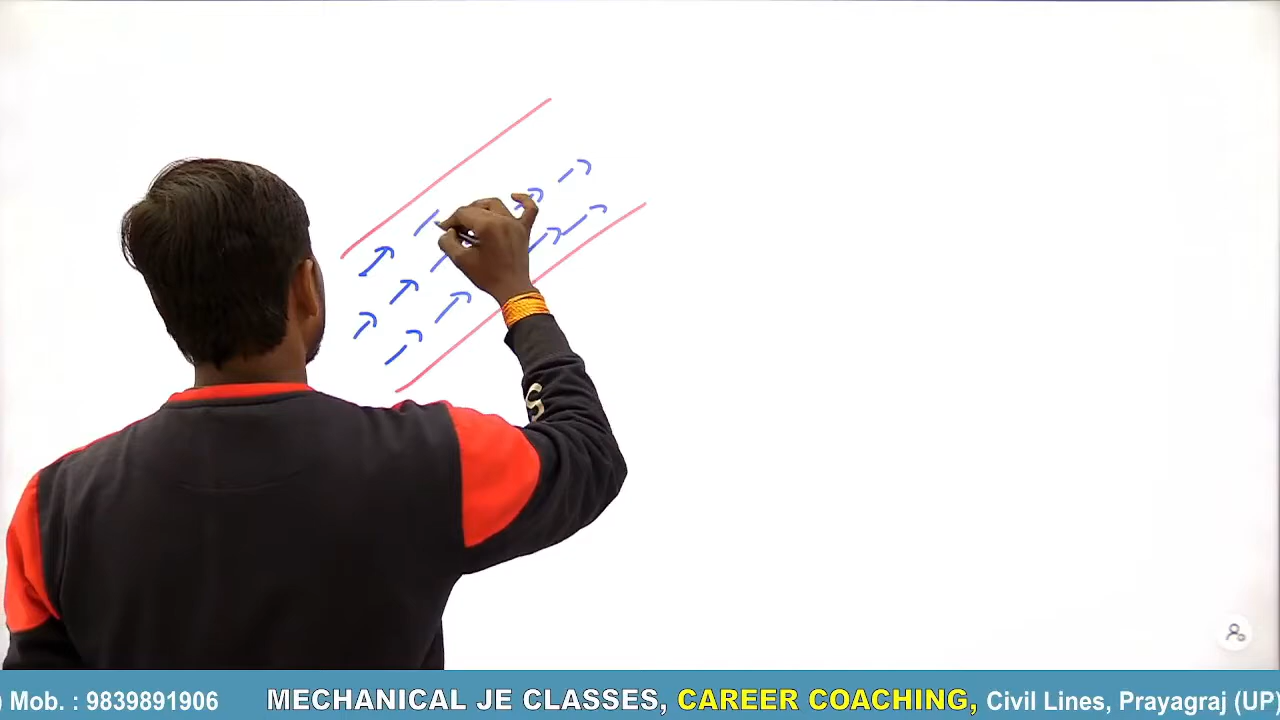 ) Mob. : 9839891906 MECHANICAL JE CLASSES, CAREER COACHING, Civil Lines, Prayagraj (UP)